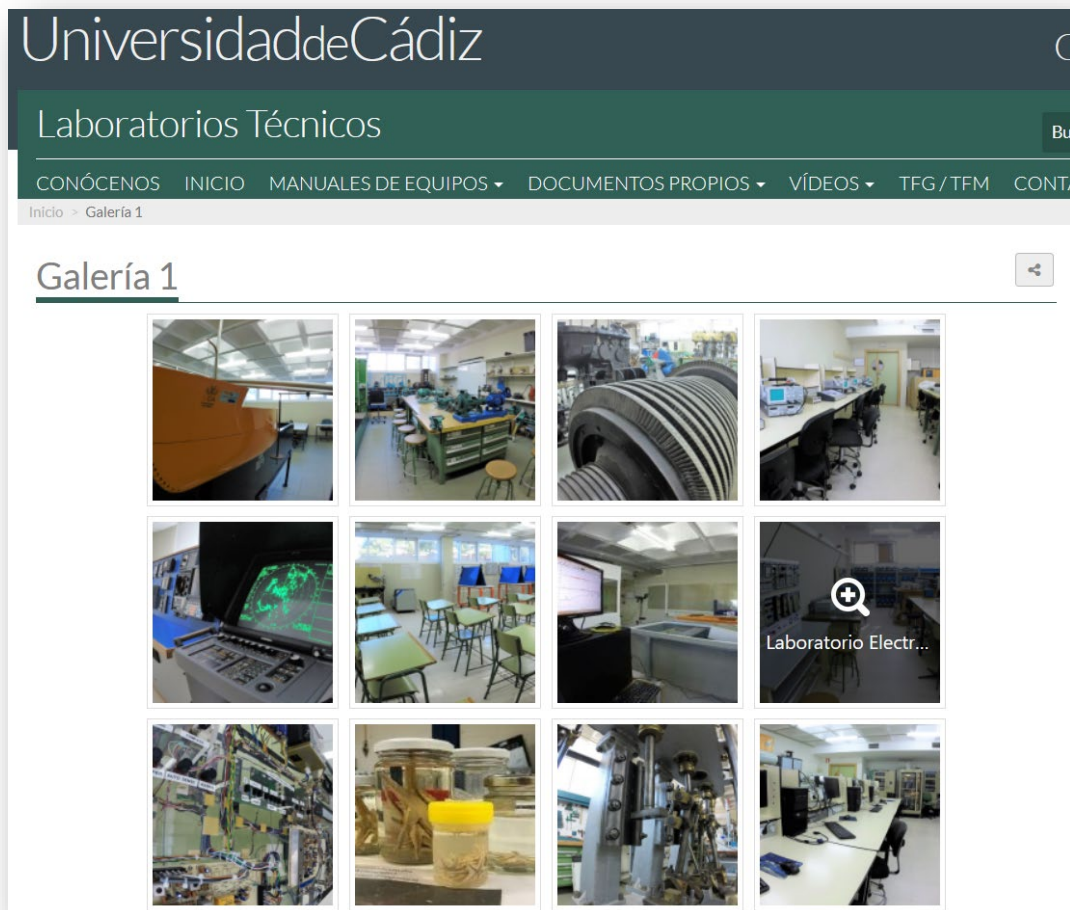 UniversidaddeCádiz
Laboratorios Técnicos
CONÓCENOS INICIO MANUALES DE EQUIPOS DOCUMENTOS PROPIOS VÍDEOS TFG / TFM CONTA
Inicio > Galería 1
Galería 1
Laboratorio Electr...